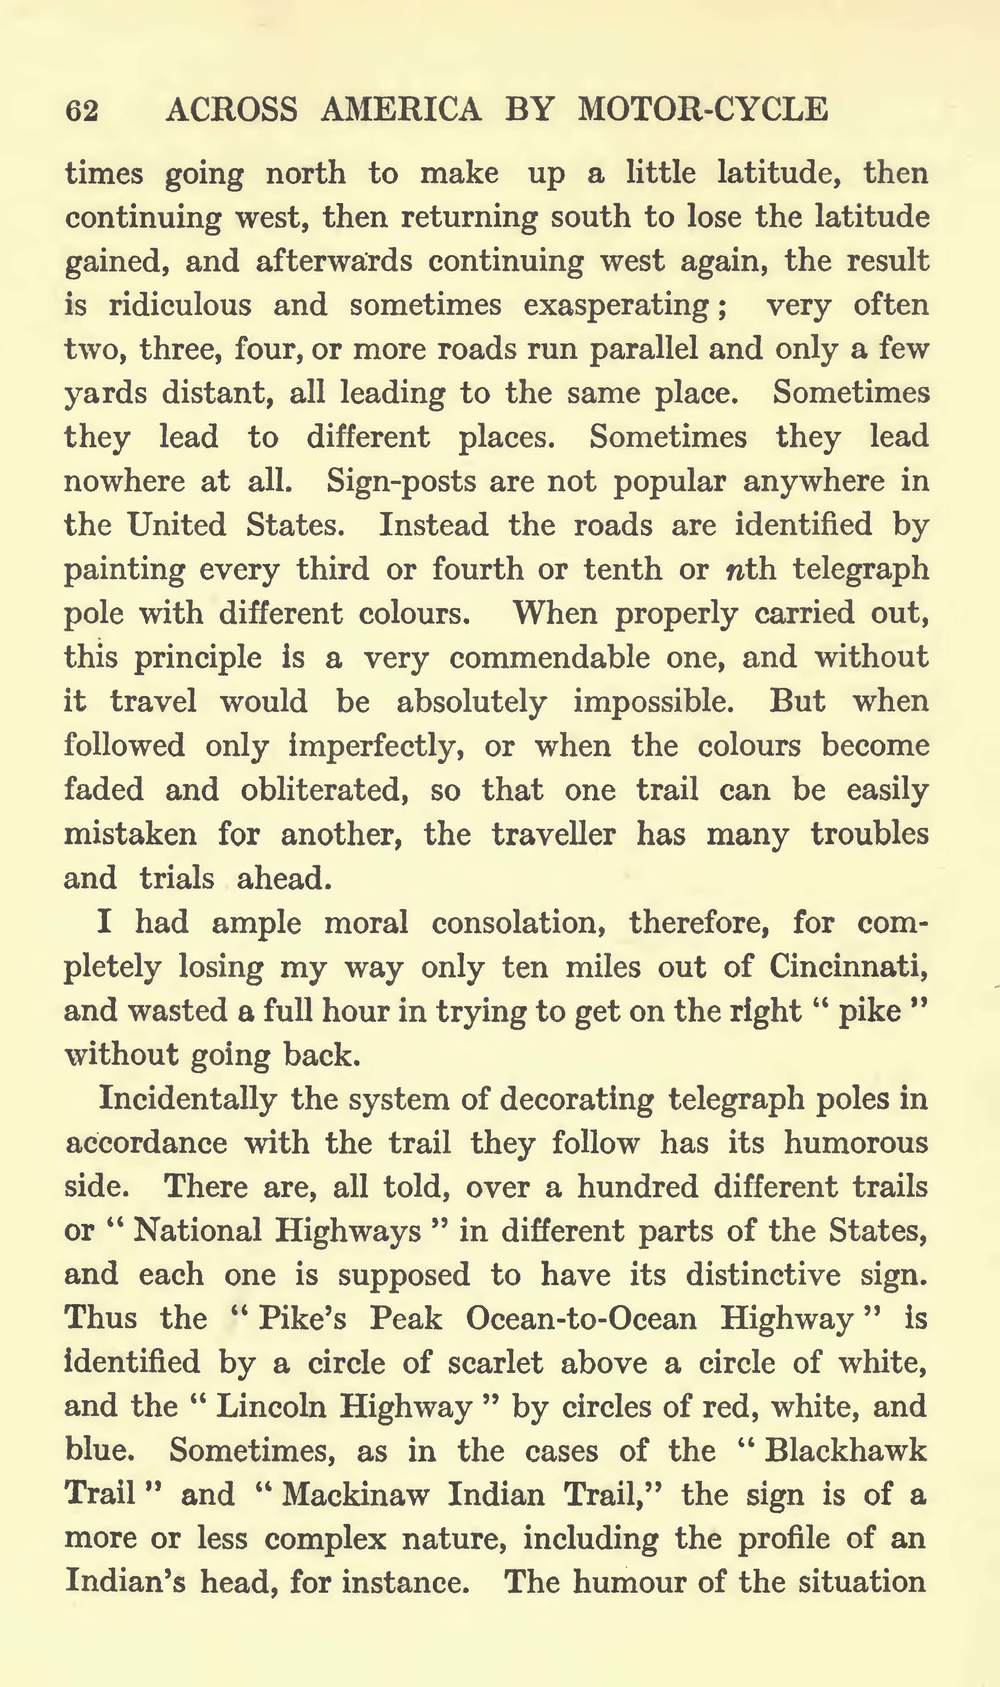 62 ACROSS AMERICA BY MOTOR-CYCLE
times going north to make up a little latitude, then
continuing west, then returning south to lose the latitude
gained, and afterwards continuing west again, the result
is ridiculous and sometimes exasperating; very often
two, three, four, or more roads run parallel and only a few
yards distant, all leading to the same place. Sometimes
they lead to different places. Sometimes they lead
nowhere at all. Sign-posts are not popular anywhere in
the United States. Instead the roads are identified by
painting every third or fourth or tenth or nth telegraph
pole with different colours. When properly carried out,
this principle is a very commendable one, and without
it travel would be absolutely impossible. But when
followed only imperfectly, or when the colours become
faded and obliterated, so that one trail can be easily
mistaken for another, the traveller has many troubles
and trials ahead.
I had ample moral consolation, therefore, for com-
pletely losing my way only ten miles out of Cincinnati,
and wasted a full hour in trying to get on the right “ pike ”
without going back.
Incidentally the system of decorating telegraph poles in
accordance with the trail they follow has its humorous
side. There are, all told, over a hundred different trails
or “ National Highways ” in different parts of the States,
and each one is supposed to have its distinctive sign.
Thus the “ Pike’s Peak Ocean-to-Ocean Highway ” is
identified by a circle of scarlet above a circle of white,
and the “ Lincoln Highway ” by circles of red, white, and
blue. Sometimes, as in the cases of the “ Blackhawk
Trail ” and “ Mackinaw Indian Trail,” the sign is of a
more or less complex nature, including the profile of an
Indian’s head, for instance. The humour of the situation